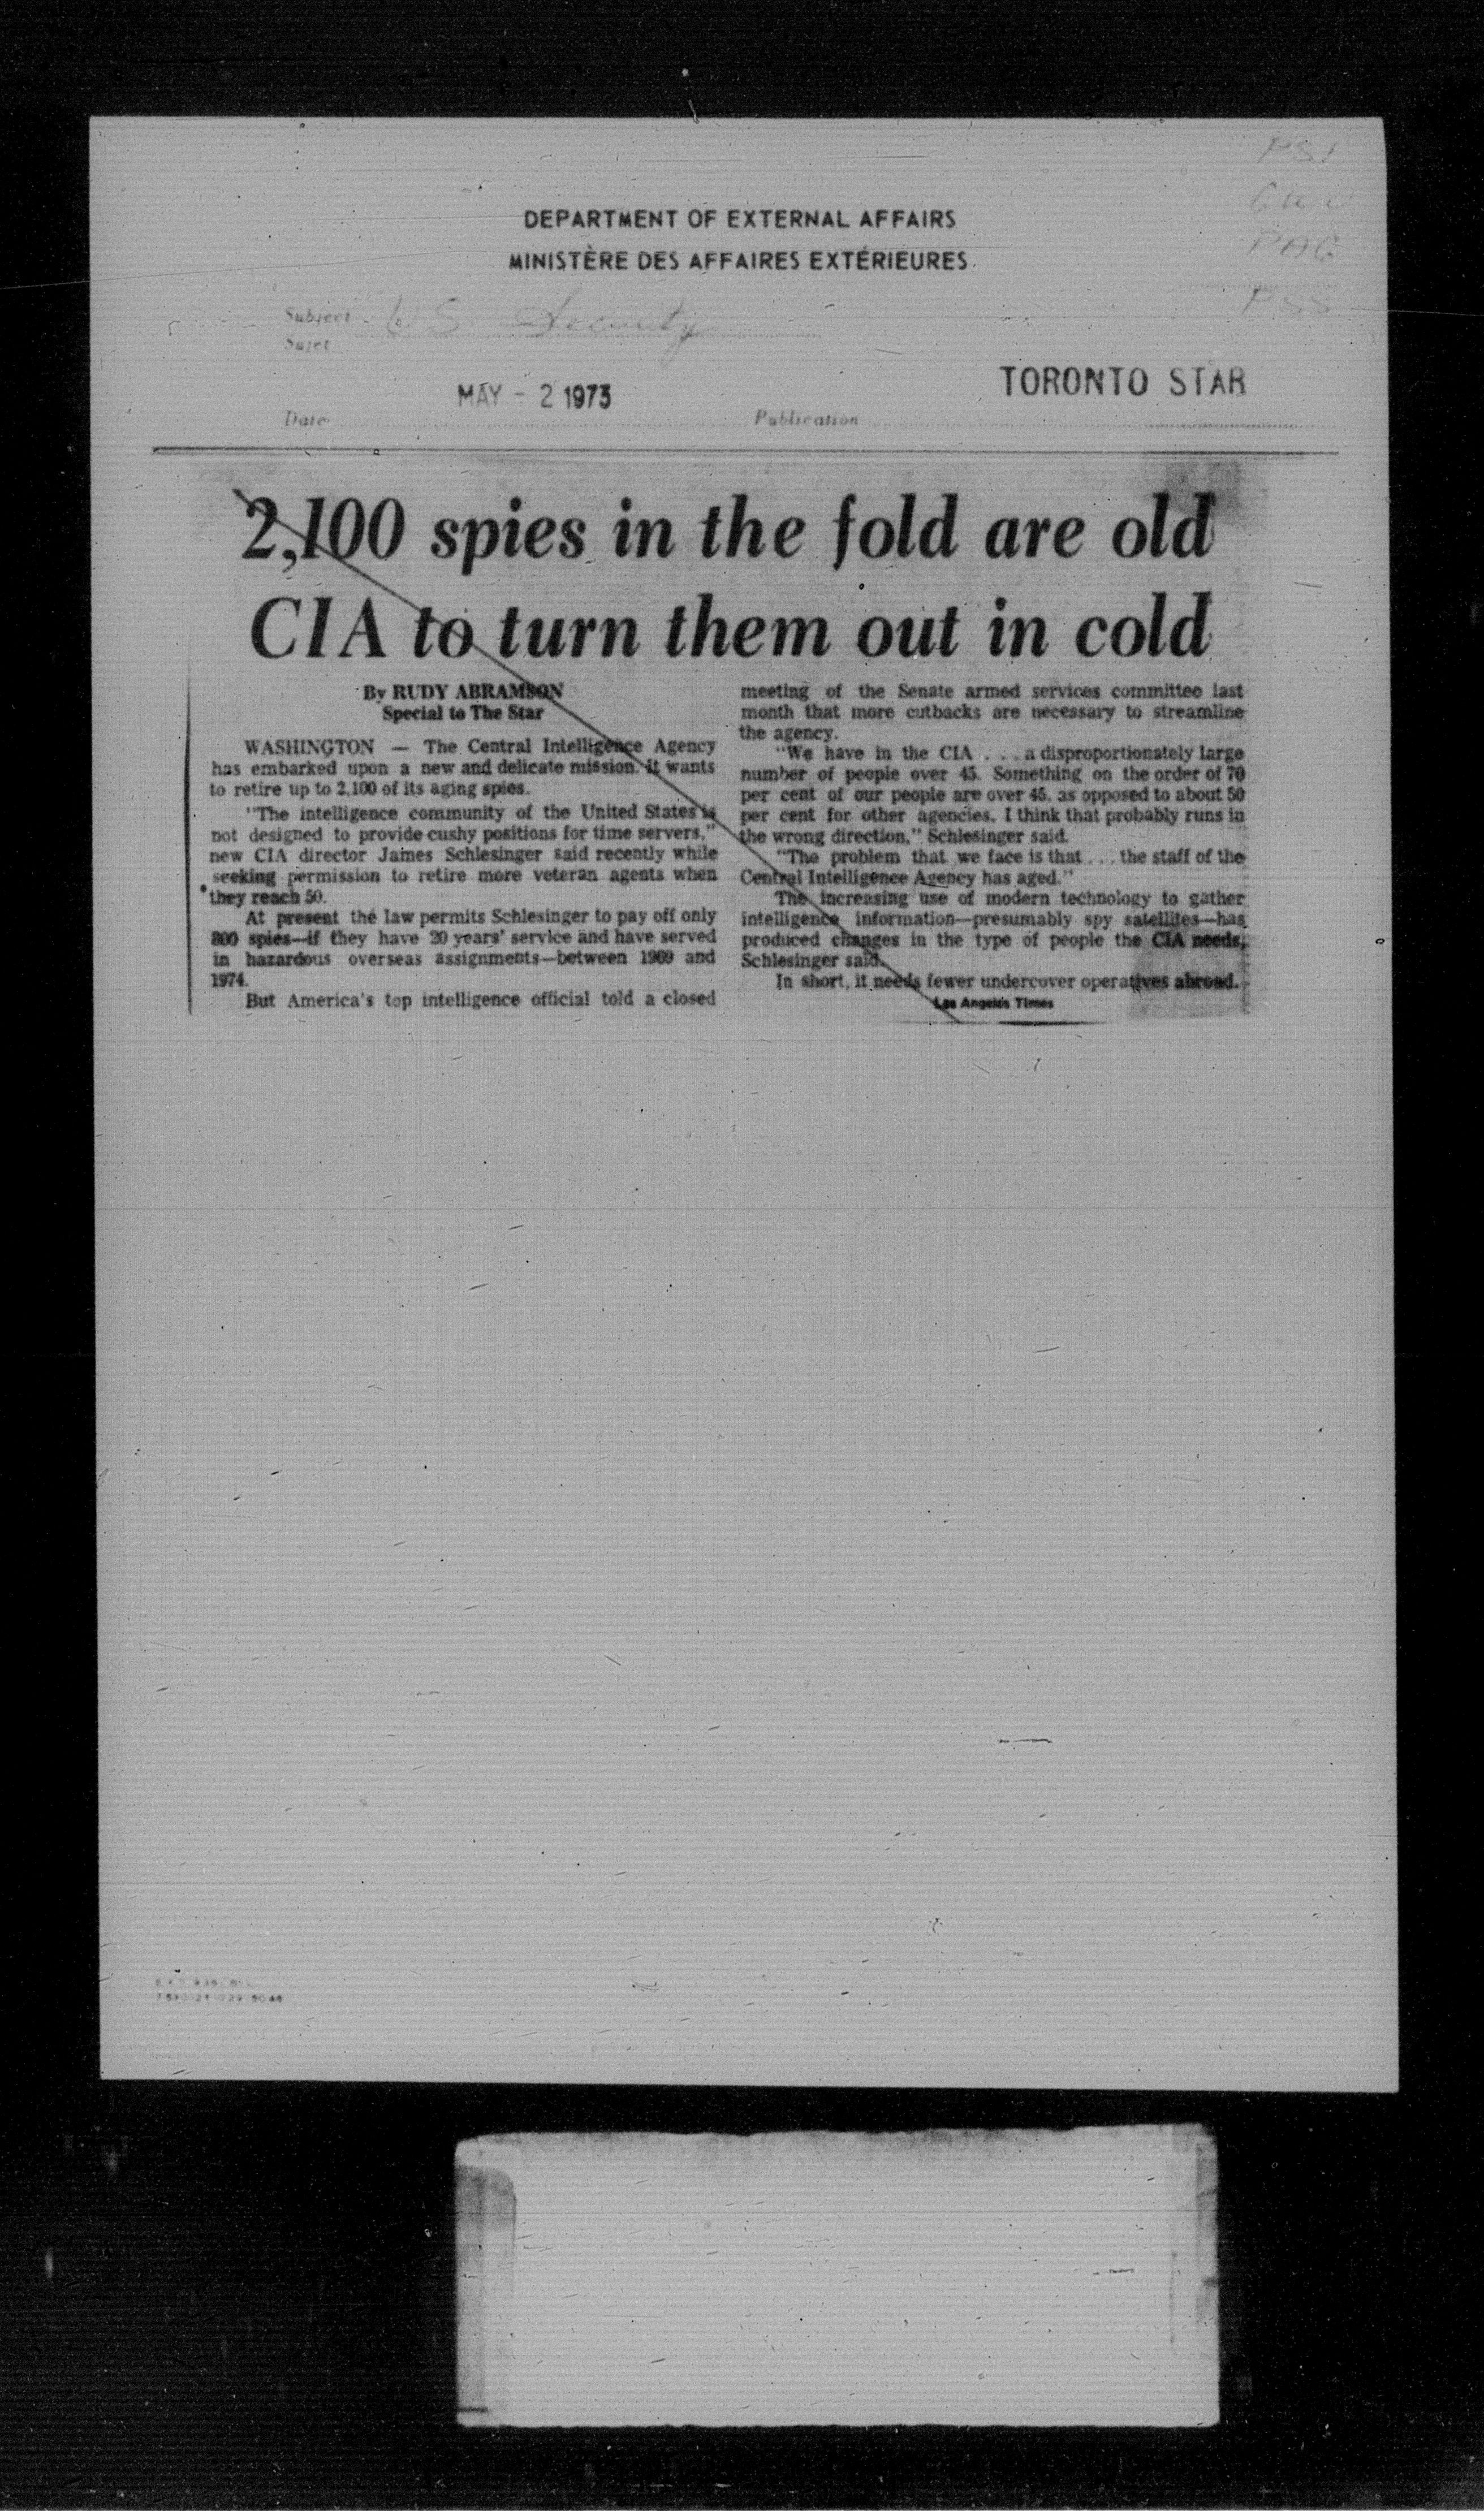 PSI
PAG
PSS
DEPARTMENT OF EXTERNAL AFFAIRS
MINISTÈRE DES AFFAIRES EXTÉRIEURES
Subject US Security
Sujet
MAY - 2 1973
TORONTO STAR
Date
Publication
2,100 spies in the fold are old
CIA to turn them out in cold
By RUDY ABRAMSON
Special to The Star
WASHINGTON — The Central Intelligence Agency
has embarked upon a new and delicate mission. It wants
to retire up to 2,100 of its aging spies.
"The intelligence community of the United States is
not designed to provide cushy positions for time servers,"
new CIA director James Schlesinger said recently while
seeking permission to retire more veteran agents when
they reach 50.
At present the law permits Schlesinger to pay off only
800 spies—if they have 20 years' service and have served
in hazardous overseas assignments—between 1969 and
1974.
But America's top intelligence official told a closed
meeting of the Senate armed services committee last
month that more cutbacks are necessary to streamline
the agency.
"We have in the CIA . . . a disproportionately large
number of people over 45. Something on the order of 70
per cent of our people are over 45, as opposed to about 50
per cent for other agencies. I think that probably runs in
the wrong direction," Schlesinger said.
"The problem that we face is that . . . the staff of the
Central Intelligence Agency has aged."
The increasing use of modern technology to gather
intelligence information—presumably spy satellites—has
produced changes in the type of people the CIA needs,
Schlesinger said.
In short, it needs fewer undercover operatives abroad.
Los Angeles Times